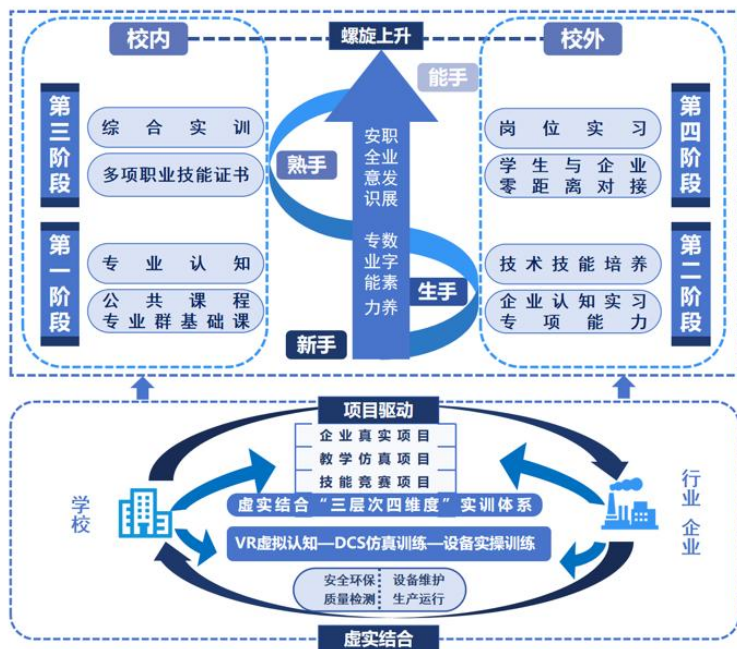 校内
螺旋上升
校外
能手
第三阶段
综合实训
多项职业技能证书
熟手
安全意识
职业发展
专业能力
数字素养
岗位实习
学生与企业
零距离对接
第四阶段
第一阶段
专业认知
公共课程
专业群基础课
生手
新手
技术技能培养
企业认知实习
专项能力
第二阶段
项目驱动
企业真实项目
教学仿真项目
技能竞赛项目
学校
行业 企业
虚实结合“三层次四维度”实训体系
VR虚拟认知—DCS仿真训练—设备实操训练
安全环保 设备维护
质量检测 生产运行
虚实结合